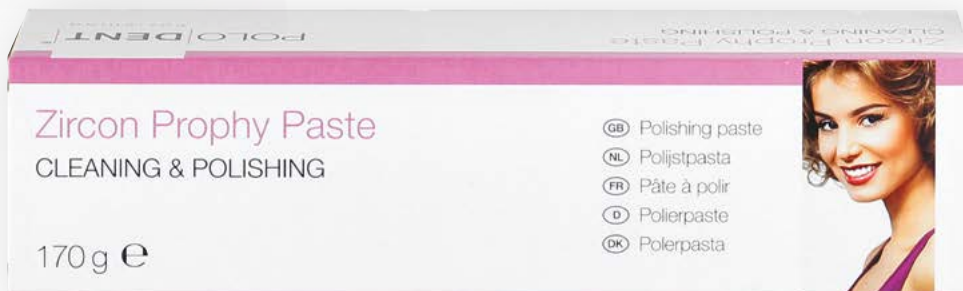 POLO|DENT
Zircon Prophy Paste
CLEANING & POLISHING
Zircon Prophy Paste
CLEANING & POLISHING
170 g e
GB Polishing paste
NL Polijstpasta
FR Pâte à polir
D Polierpaste
DK Polerpasta